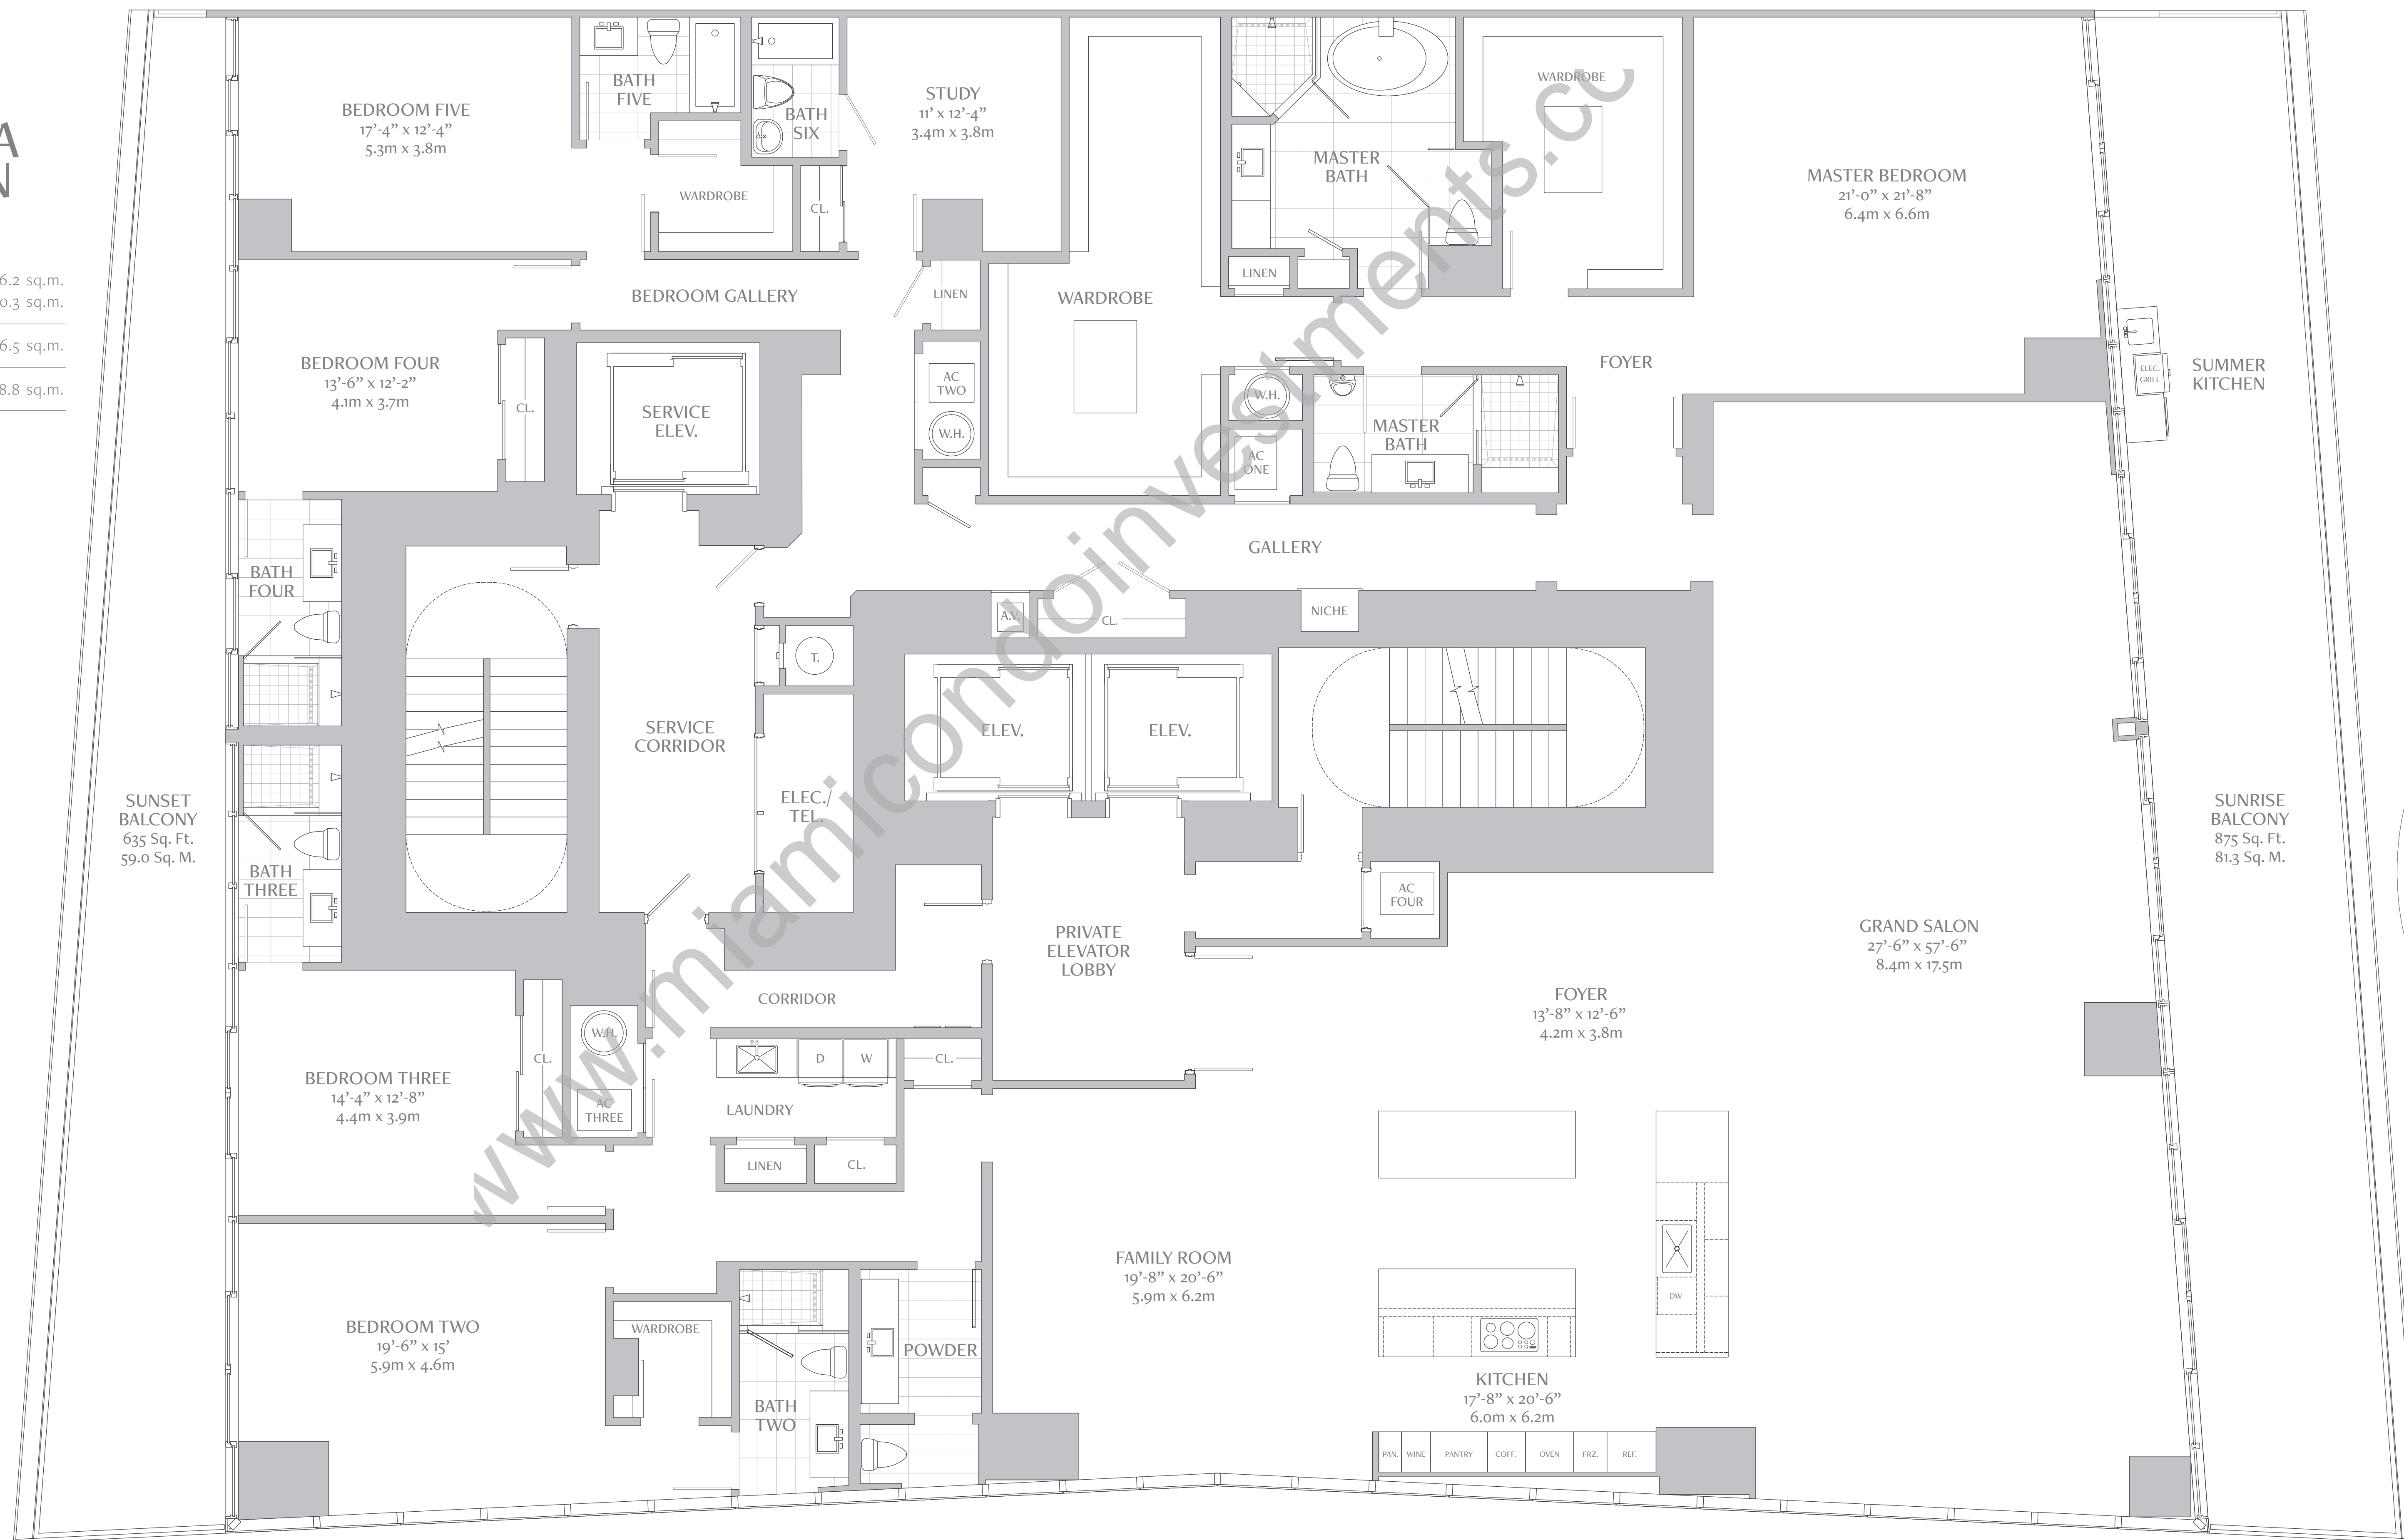 A
N
6.2 sq.m.
0.3 sq.m.
6.5 sq.m.
8.8 sq.m.
BEDROOM FIVE
17'-4" x 12'-4"
5.3m x 3.8m
BATH
FIVE
BATH
SIX
STUDY
11' x 12'-4"
3.4m x 3.8m
WARDROBE
CL.
MASTER
BATH
WARDROBE
MASTER BEDROOM
21'-0" x 21'-8"
6.4m x 6.6m
LINEN
BEDROOM GALLERY
LINEN
WARDROBE
FOYER
BEDROOM FOUR
13'-6" x 12'-2"
4.1m x 3.7m
CL.
SERVICE
ELEV.
AC
TWO
W.H.
W.H.
AC
ONE
MASTER
BATH
ELEC.
GRILL
SUMMER
KITCHEN
GALLERY
BATH
FOUR
A.V.
CL.
NICHE
T.
SERVICE
CORRIDOR
ELEV.
ELEV.
SUNSET
BALCONY
635 Sq. Ft.
59.0 Sq. M.
ELEC./
TEL.
SUNRISE
BALCONY
875 Sq. Ft.
81.3 Sq. M.
BATH
THREE
AC
FOUR
PRIVATE
ELEVATOR
LOBBY
GRAND SALON
27'-6" x 57'-6"
8.4m x 17.5m
CORRIDOR
FOYER
13'-8" x 12'-6"
4.2m x 3.8m
W.H.
CL.
D
W
CL.
BEDROOM THREE
14'-4" x 12'-8"
4.4m x 3.9m
AC
THREE
LAUNDRY
LINEN
CL.
FAMILY ROOM
19'-8" x 20'-6"
5.9m x 6.2m
DW
BEDROOM TWO
19'-6" x 15'
5.9m x 4.6m
WARDROBE
POWDER
BATH
TWO
KITCHEN
17'-8" x 20'-6"
6.0m x 6.2m
PAN.
WINE
PANTRY
COFF.
OVEN
FRZ.
REF.
www.miamicondoinvestments.cc